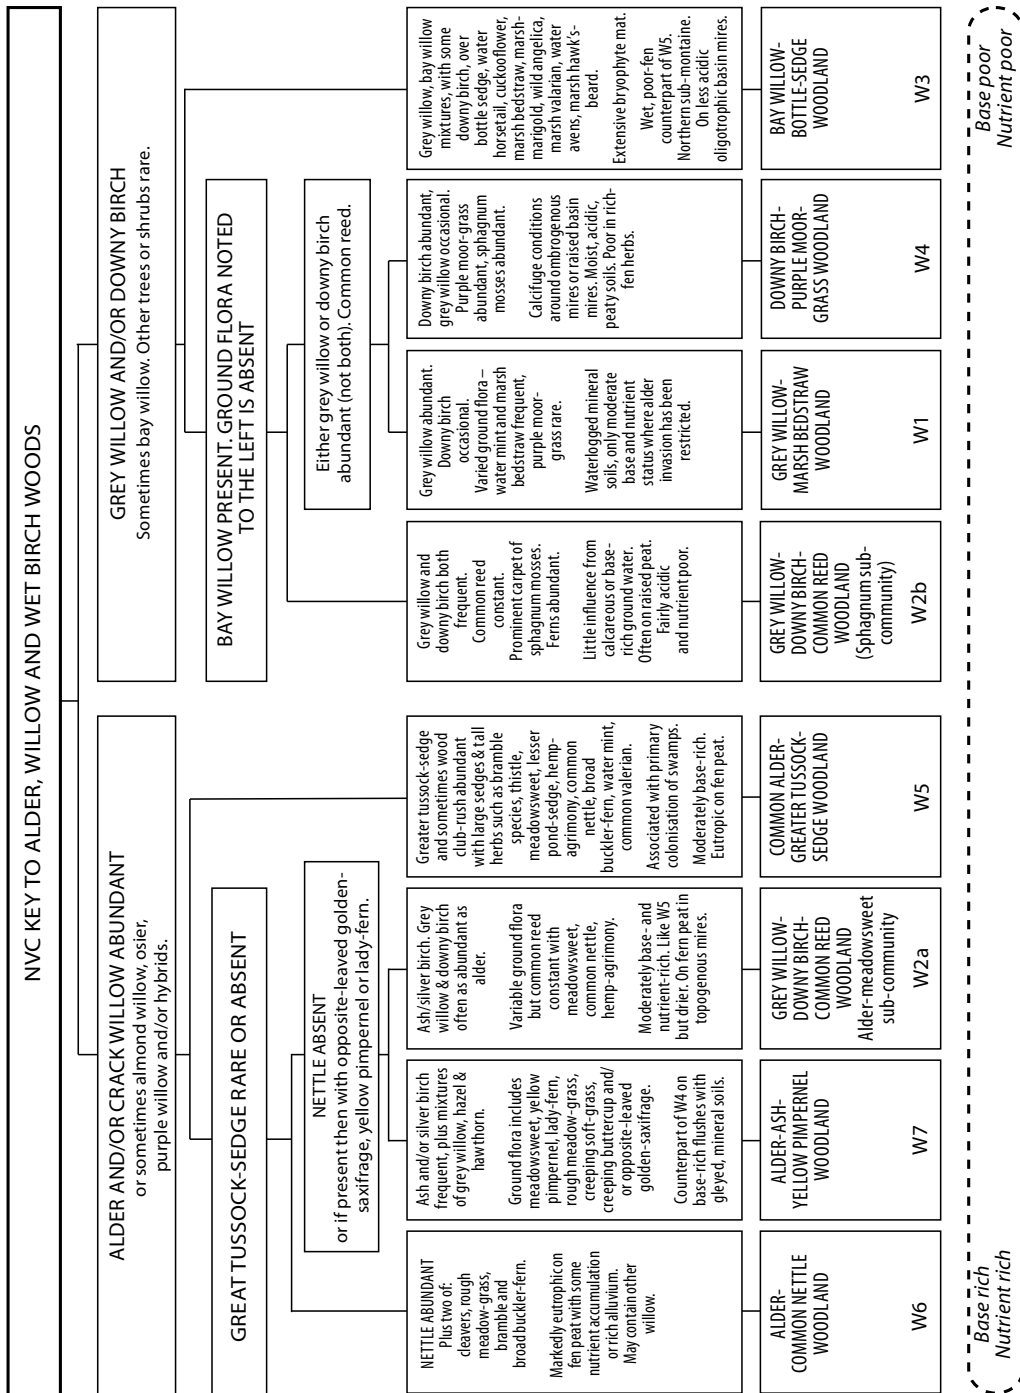 NVC KEY TO ALDER, WILLOW AND WET BIRCH WOODS
ALDER AND/OR CRACK WILLOW ABUNDANT
or sometimes almond willow, osier,
purple willow and/or hybrids.
GREY WILLOW AND/OR DOWNY BIRCH
Sometimes bay willow. Other trees or shrubs rare.
GREAT TUSSOCK-SEDGE RARE OR ABSENT
BAY WILLOW PRESENT. GROUND FLORA NOTED
TO THE LEFT IS ABSENT
NETTLE ABSENT
or if present then with opposite-leaved golden-
saxifrage, yellow pimpernel or lady-fern.
Either grey willow or downy birch
abundant (not both). Common reed.
NETTLE ABUNDANT
Plus two of:
cleavers, rough
meadow-grass,
bramble and
broad buckler-fern.
Markedly eutrophicon
fen peat with some
nutrient accumulation
or rich alluvium.
May contain other
willow.
Ash and/or silver birch
frequent, plus mixtures
of grey willow, hazel &
hawthorn.
Ground flora includes
meadowsweet, yellow
pimpernel, lady-fern,
rough meadow-grass,
creeping soft-grass,
creeping buttercup and/
or opposite-leaved
golden-saxifrage.
Counterpart of W4 on
base-rich flushes with
gleyed, mineral soils.
Ash/silver birch. Grey
willow & downy birch
often as abundant as
alder.
Variable ground flora
but common reed
constant with
meadowsweet,
common nettle,
hemp-agrimony.
Moderately base- and
nutrient-rich. Like W5
but drier. On fern peat in
topogenous mires.
Greater tussock-sedge
and sometimes wood
club-rush abundant
with large sedges & tall
herbs such as bramble
species, thistle,
meadowsweet, lesser
pond-sedge, hemp-
agrimony, common
nettle, broad
buckler-fern, water mint,
common valerian.
Associated with primary
colonisation of swamps.
Moderately base-rich.
Eutropic on fen peat.
Grey willow and
downy birch both
frequent.
Common reed
constant.
Prominent carpet of
sphagnum mosses.
Ferns abundant.
Little influence from
calcareous or base-
rich ground water.
Often on raised peat.
Fairly acidic
and nutrient poor.
Grey willow abundant.
Downy birch
occasional.
Varied ground flora –
water mint and marsh
bedstraw frequent,
purple moor-
grass rare.
Waterlogged mineral
soils, only moderate
base and nutrient
status where alder
invasion has been
restricted.
Downy birch abundant,
grey willow occasional.
Purple moor-grass
abundant, sphagnum
mosses abundant.
Calcifuge conditions
around ombrogenous
mires or raised basin
mires. Moist, acidic,
peaty soils. Poor in rich-
fen herbs.
Grey willow, bay willow
mixtures, with some
downy birch, over
bottle sedge, water
horsetail, cuckooflower,
marsh bedstraw, marsh-
marigold, wild angelica,
marsh valarian, water
avens, marsh hawk's-
beard.
Extensive bryophyte mat.
Wet, poor-fen
counterpart of W5.
Northern sub-montaine.
On less acidic
oligotrophic basin mires.
ALDER-
COMMON NETTLE
WOODLAND
W6
ALDER-ASH-
YELLOW PIMPERNEL
WOODLAND
W7
GREY WILLOW-
DOWNY BIRCH-
COMMON REED
WOODLAND
Alder-meadowsweet
sub-community
W2a
COMMON ALDER-
GREATER TUSSOCK-
SEDGE WOODLAND
W5
GREY WILLOW-
DOWNY BIRCH-
COMMON REED
WOODLAND
(Sphagnum sub-
community)
W2b
GREY WILLOW-
MARSH BEDSTRAW
WOODLAND
W1
DOWNY BIRCH-
PURPLE MOOR-
GRASS WOODLAND
W4
BAY WILLOW-
BOTTLE-SEDGE
WOODLAND
W3
Base rich
Nutrient rich
Base poor
Nutrient poor